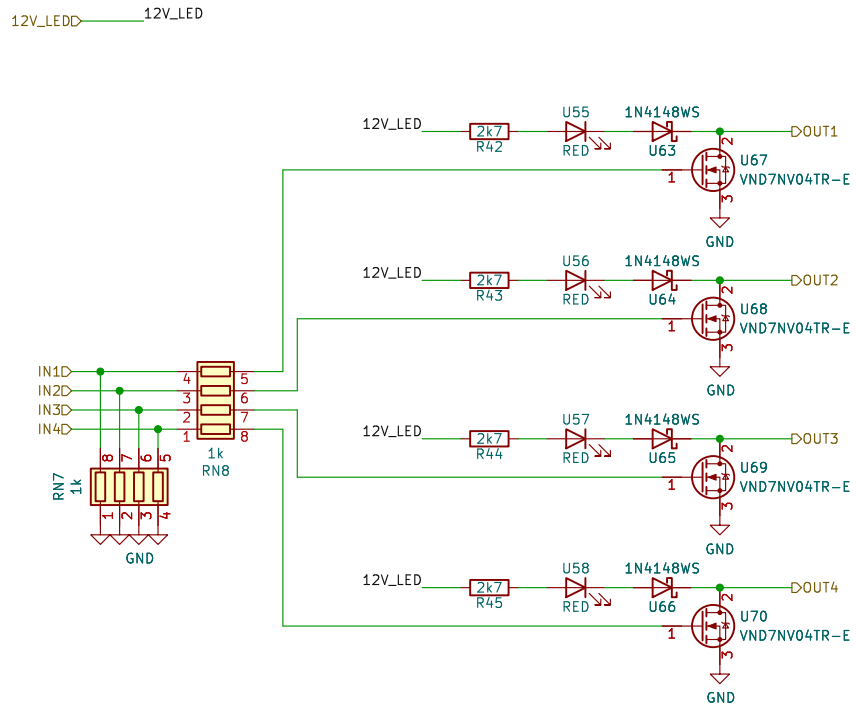 12V_LED 12V_LED
12V_LED 2k7 R42 U55 RED 1N4148WS U63 2 OUT1
1 U67 VND7NV04TR-E
3
GND
12V_LED 2k7 R43 U56 RED 1N4148WS U64 2 OUT2
1 U68 VND7NV04TR-E
3
GND
IN1 4 5
IN2 3 6
IN3 2 7
IN4 1 8
1k
RN8
RN7 1k
8 7 6 5
1 2 3 4
GND
12V_LED 2k7 R44 U57 RED 1N4148WS U65 2 OUT3
1 U69 VND7NV04TR-E
3
GND
12V_LED 2k7 R45 U58 RED 1N4148WS U66 2 OUT4
1 U70 VND7NV04TR-E
3
GND